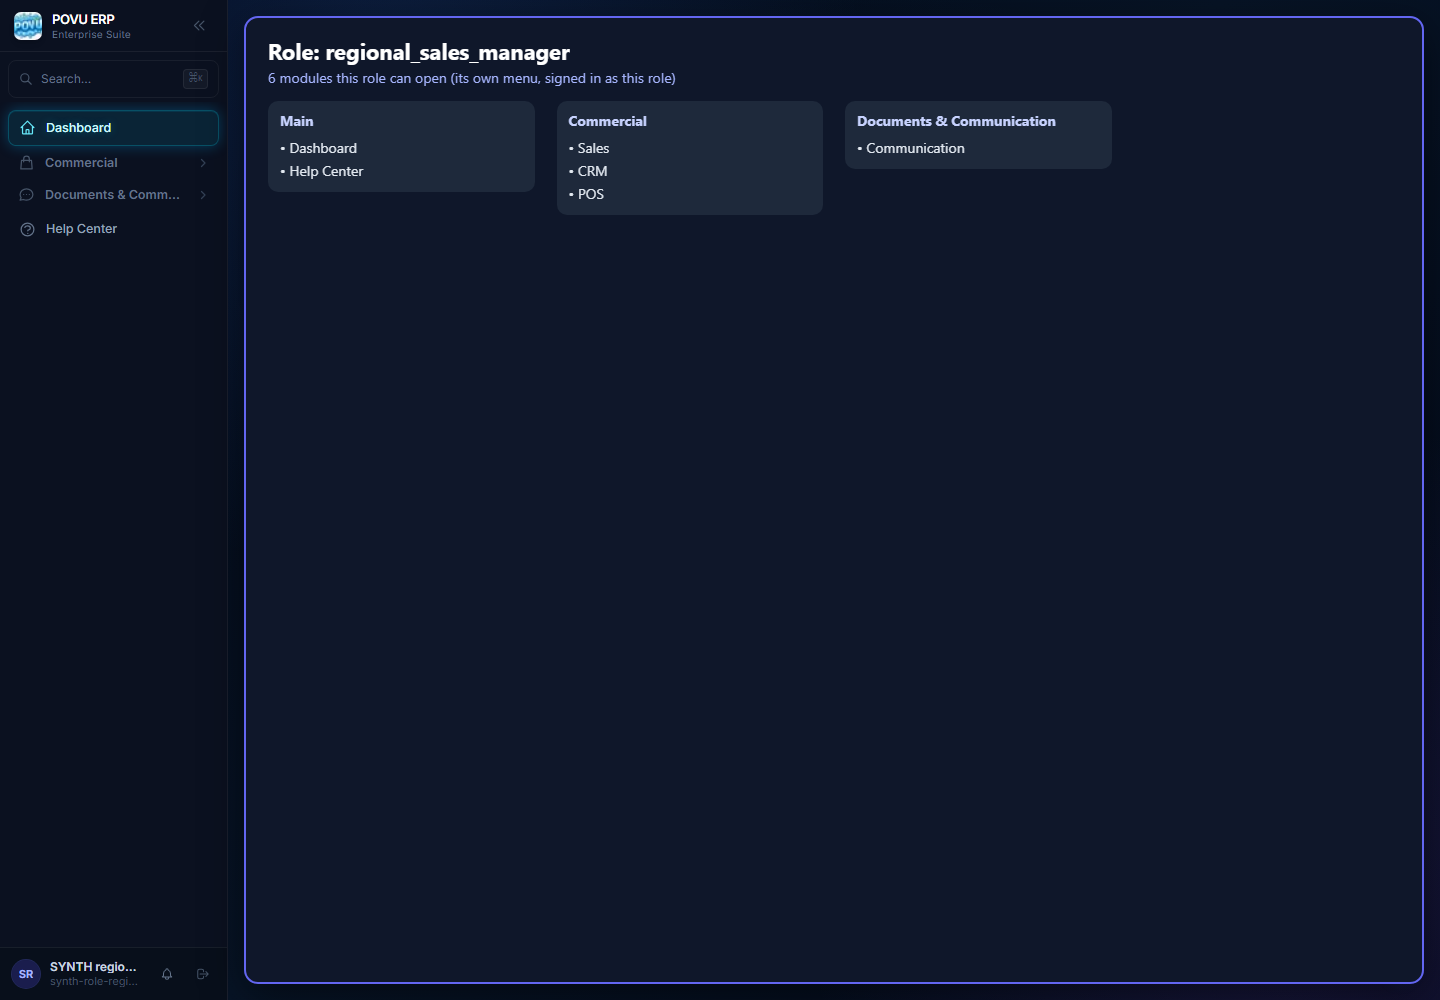 POVU ERP
Enterprise Suite
Search...
⌘K
Dashboard
Commercial
Documents & Comm...
Help Center
SR
SYNTH regio...
synth-role-regi...
Role: regional_sales_manager
6 modules this role can open (its own menu, signed in as this role)
Main
• Dashboard
• Help Center
Commercial
• Sales
• CRM
• POS
Documents & Communication
• Communication